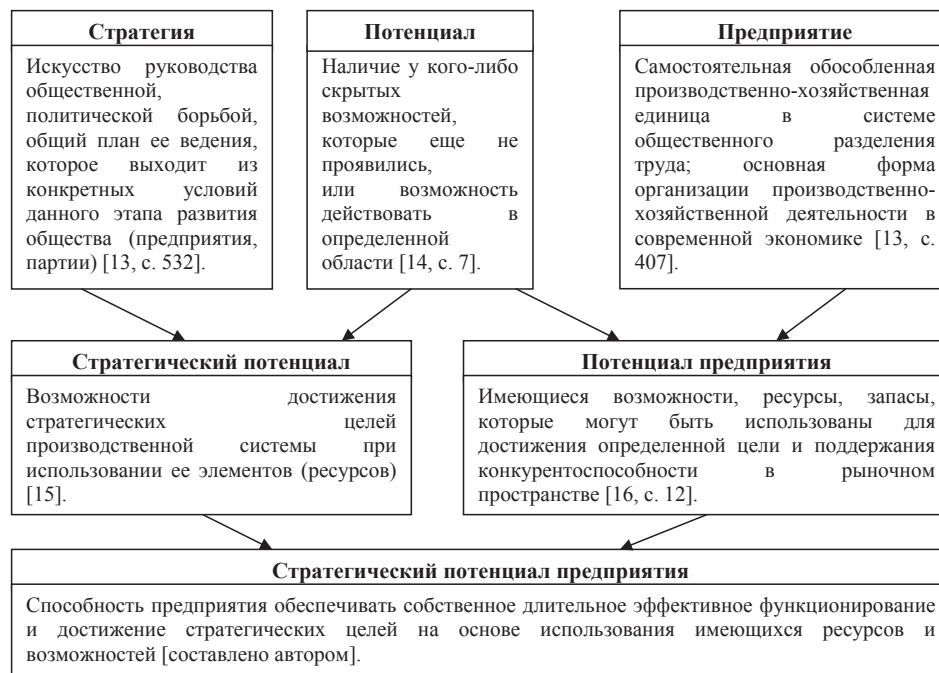 Стратегия
Искусство руководства
общественной,
политической борьбой,
общий план ее ведения,
которое выходит из
конкретных условий
данного этапа развития
общества (предприятия,
партии) [13, с. 532].
Потенциал
Наличие у кого-либо
скрытых
возможностей,
которые еще не
проявились,
или возможность
действовать в
определенной
области [14, с. 7].
Предприятие
Самостоятельная обособленная
производственно-хозяйственная
единица в системе
общественного разделения
труда; основная форма
организации производственно-
хозяйственной деятельности в
современной экономике [13, с.
407].
Стратегический потенциал
Возможности достижения
стратегических целей
производственной системы при
использовании ее элементов (ресурсов)
[15].
Потенциал предприятия
Имеющиеся возможности, ресурсы, запасы,
которые могут быть использованы для
достижения определенной цели и поддержания
конкурентоспособности в рыночном
пространстве [16, с. 12].
Стратегический потенциал предприятия
Способность предприятия обеспечивать собственное длительное эффективное функционирование
и достижение стратегических целей на основе использования имеющихся ресурсов и
возможностей [составлено автором].